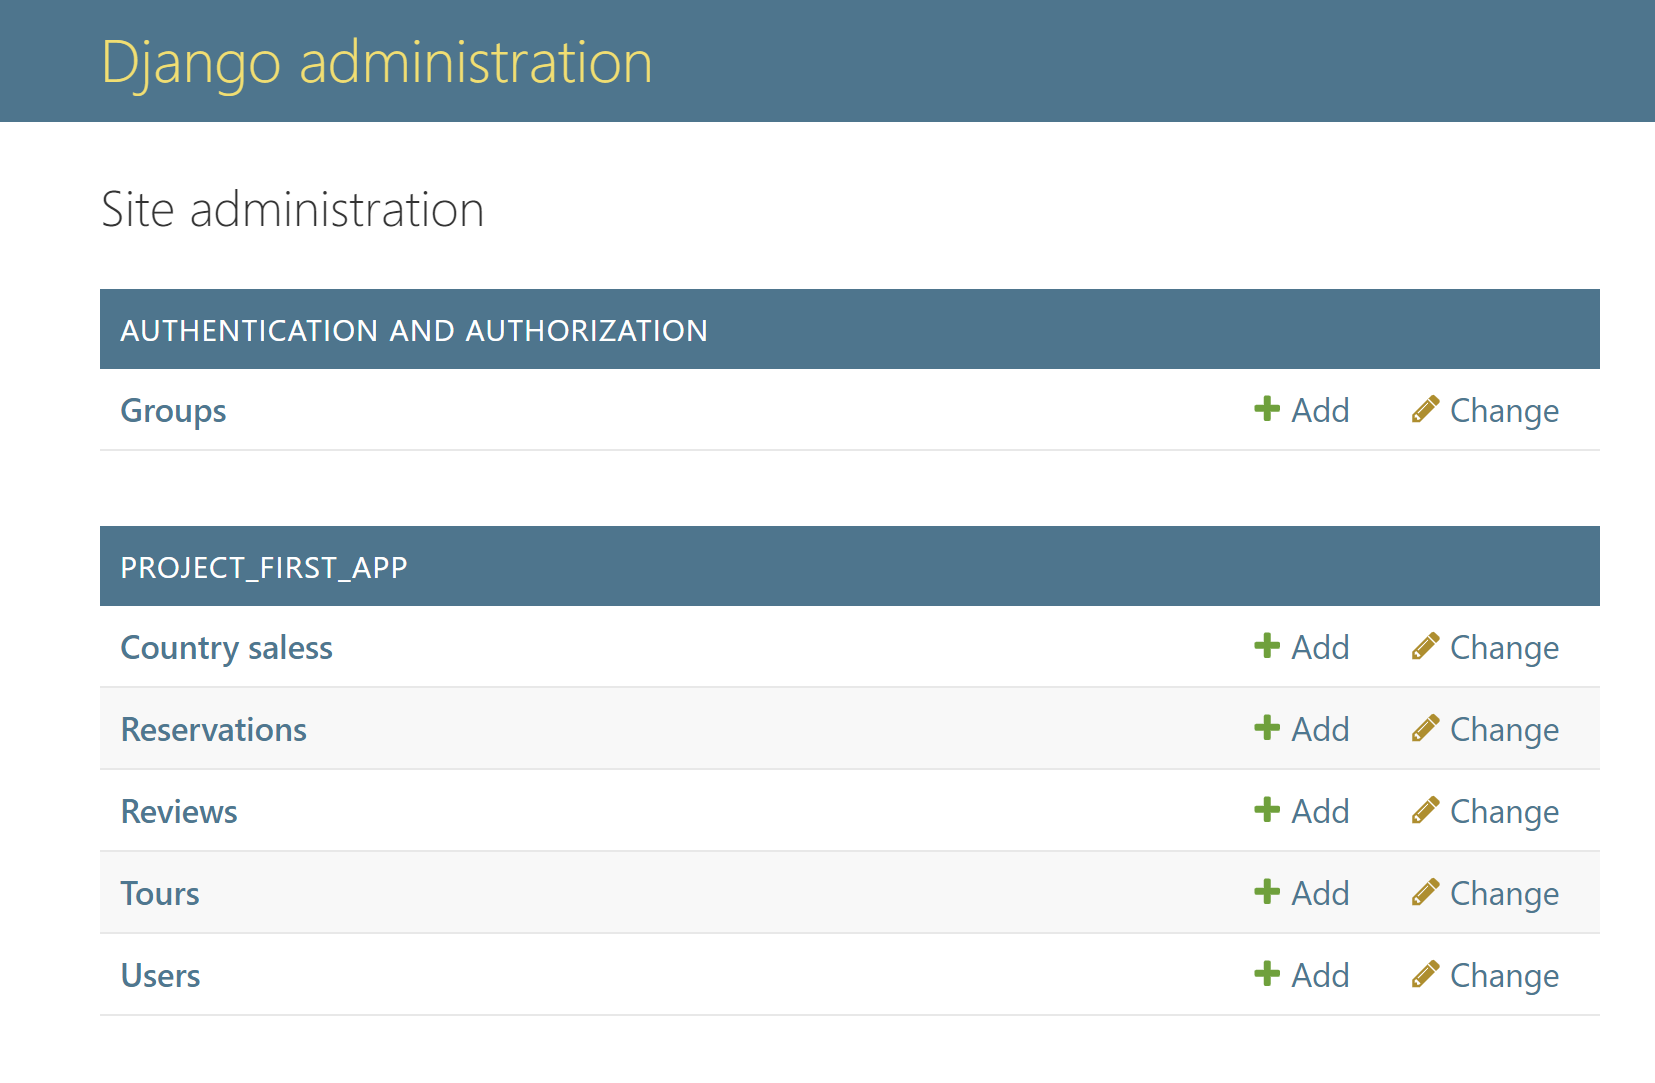 Django administration
Site administration
AUTHENTICATION AND AUTHORIZATION
Groups Add Change
PROJECT_FIRST_APP
Country saless Add Change
Reservations Add Change
Reviews Add Change
Tours Add Change
Users Add Change